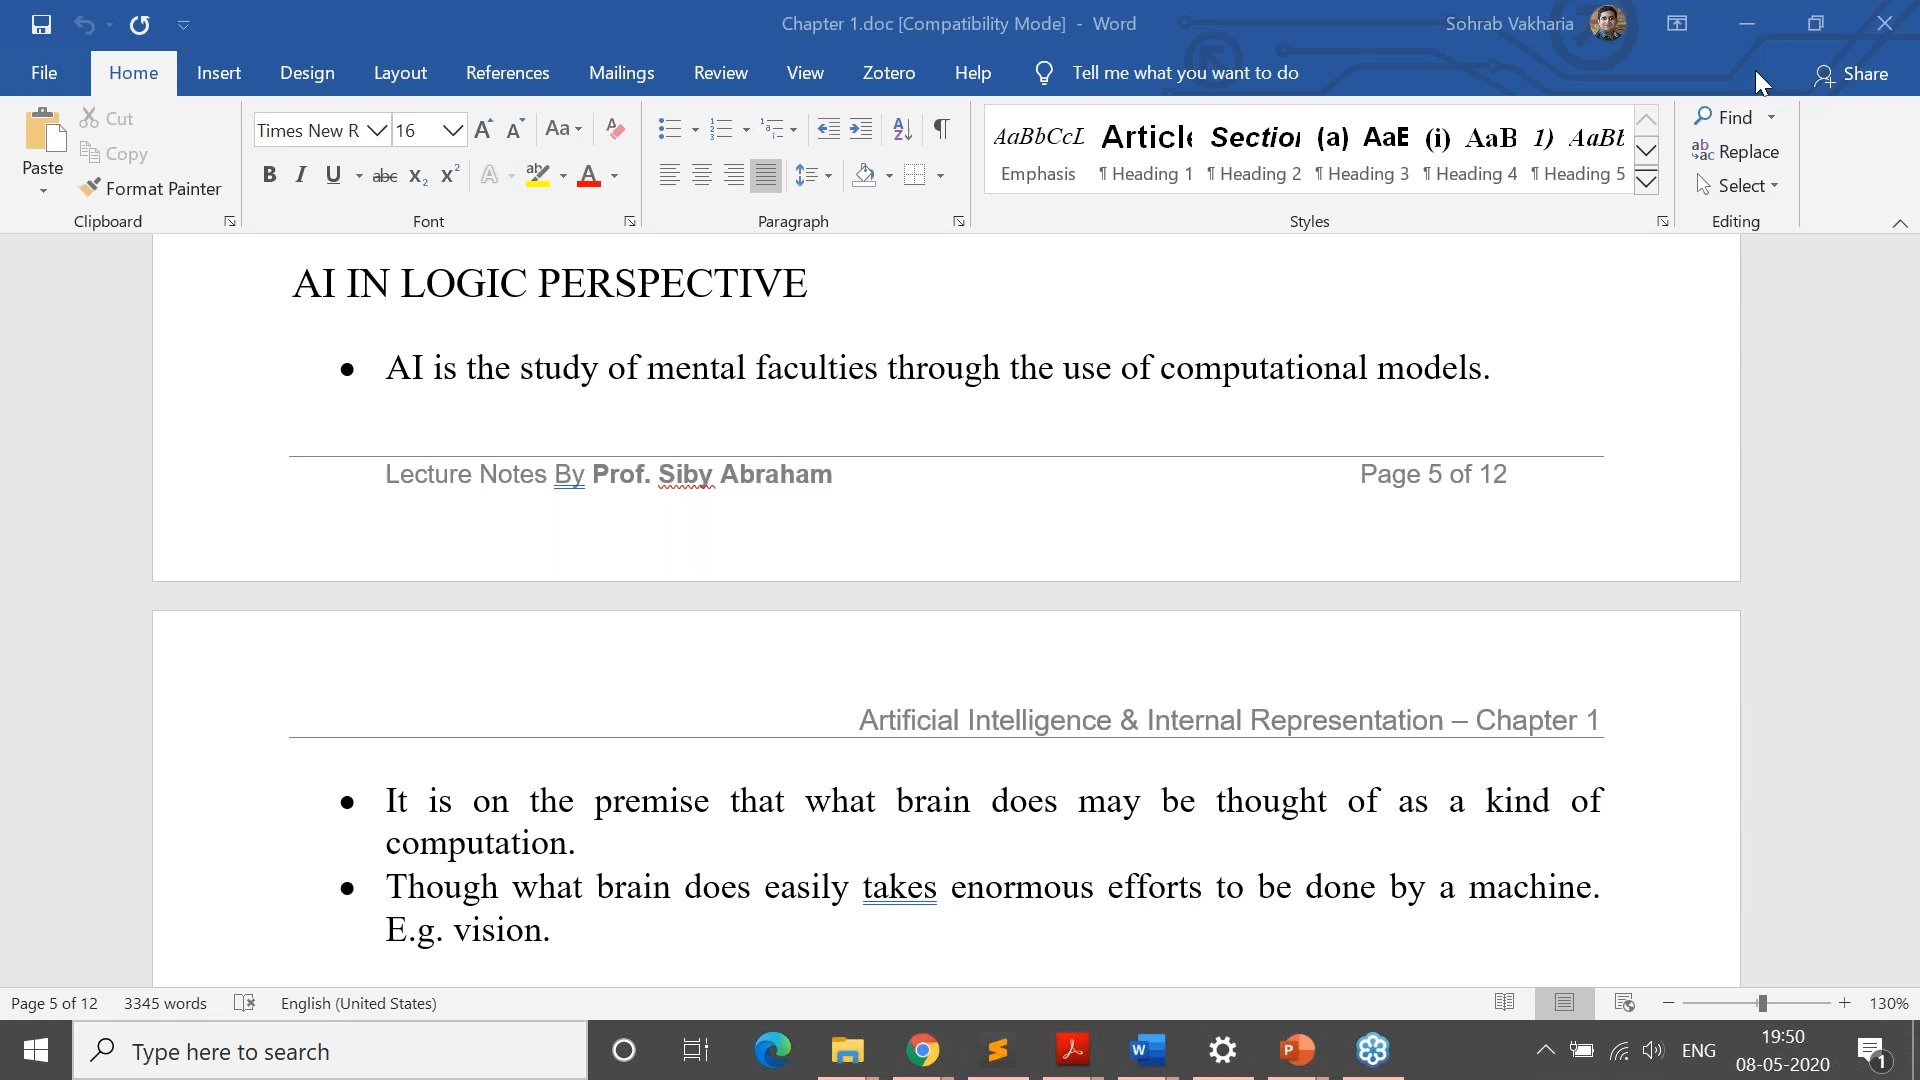 Chapter 1.doc [Compatibility Mode] - Word
Sohrab Vakharia
File Home Insert Design Layout References Mailings Review View Zotero Help Tell me what you want to do Share
Paste
Cut
Copy
Format Painter
Clipboard
Times New R 16
Font
Paragraph
AaBbCcL Article Section (a) AaB (i) AaB 1) AaBb
Emphasis ¶ Heading 1 ¶ Heading 2 ¶ Heading 3 ¶ Heading 4 ¶ Heading 5
Styles
Find
Replace
Select
Editing
AI IN LOGIC PERSPECTIVE
• AI is the study of mental faculties through the use of computational models.
Lecture Notes By Prof. Siby Abraham Page 5 of 12
Artificial Intelligence & Internal Representation – Chapter 1
• It is on the premise that what brain does may be thought of as a kind of
computation.
• Though what brain does easily takes enormous efforts to be done by a machine.
E.g. vision.
Page 5 of 12 3345 words English (United States) 130%
Type here to search
ENG
19:50
08-05-2020
1